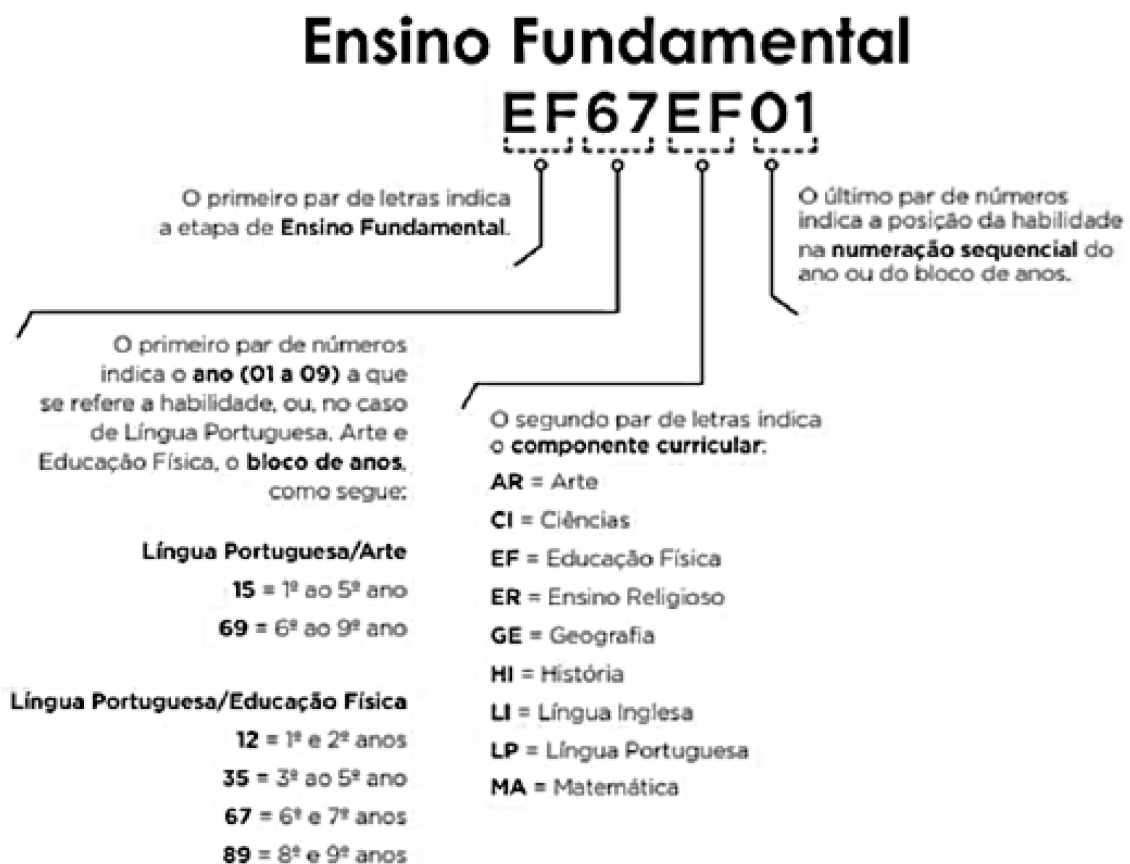 Ensino Fundamental
EF67EF01
O primeiro par de letras indica
a etapa de Ensino Fundamental.
O último par de números
indica a posição da habilidade
na numeração sequencial do
ano ou do bloco de anos.
O primeiro par de números
indica o ano (01 a 09) a que
se refere a habilidade, ou, no caso
de Língua Portuguesa, Arte e
Educação Física, o bloco de anos,
como segue:
Língua Portuguesa/Arte
15 = 1º ao 5º ano
69 = 6º ao 9º ano
Língua Portuguesa/Educação Física
12 = 1º e 2º anos
35 = 3º ao 5º ano
67 = 6º e 7º anos
89 = 8º e 9º anos
O segundo par de letras indica
o componente curricular:
AR = Arte
CI = Ciências
EF = Educação Física
ER = Ensino Religioso
GE = Geografia
HI = História
LI = Língua Inglesa
LP = Língua Portuguesa
MA = Matemática